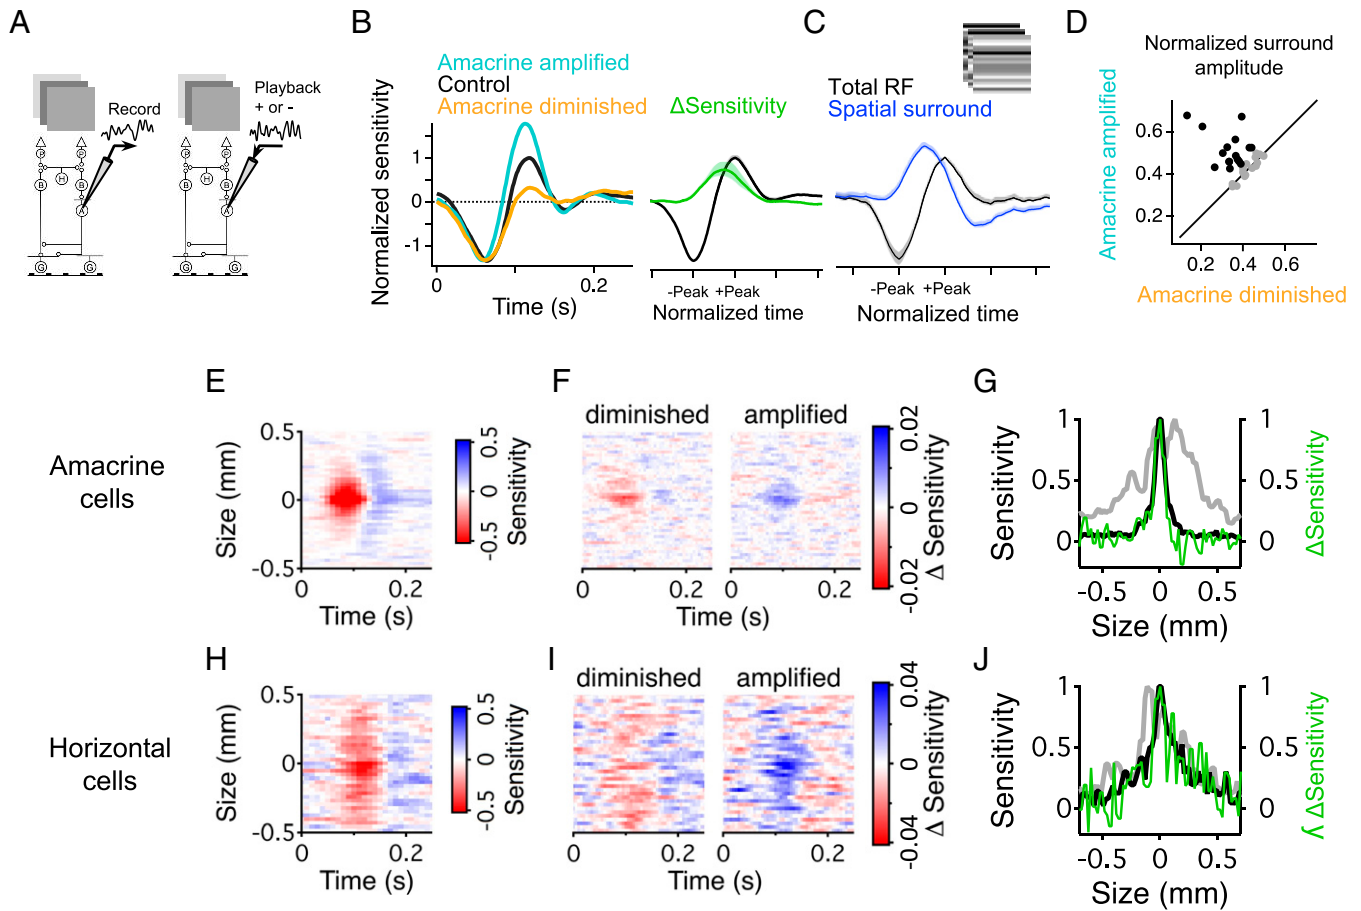 A
Record
Playback
+ or -
P
P
H
B
B
A
G
G
P
P
H
B
B
A
G
G
B
Amacrine amplified
Control
Amacrine diminished
ΔSensitivity
Normalized sensitivity
1
0
-1
0
0.2
Time (s)
-Peak +Peak
Normalized time
C
Total RF
Spatial surround
-Peak +Peak
Normalized time
D
Normalized surround
amplitude
Amacrine amplified
0.6
0.4
0.2
0.2 0.4 0.6
Amacrine diminished
Amacrine
cells
E
Size (mm)
0.5
0
-0.5
0
0.2
Time (s)
0.5
0
-0.5
Sensitivity
F
diminished
amplified
0
0.2
0
0.2
Time (s)
0.02
0
-0.02
Δ Sensitivity
G
Sensitivity
1
0.5
0
-0.5 0 0.5
Size (mm)
1
0.5
0
ΔSensitivity
Horizontal
cells
H
Size (mm)
0.5
0
-0.5
0
0.2
Time (s)
0.5
0
-0.5
Sensitivity
I
diminished
amplified
0
0.2
0
0.2
Time (s)
0.04
0
-0.04
Δ Sensitivity
J
Sensitivity
1
0.5
0
-0.5 0 0.5
Size (mm)
1
0.5
0
ΔSensitivity